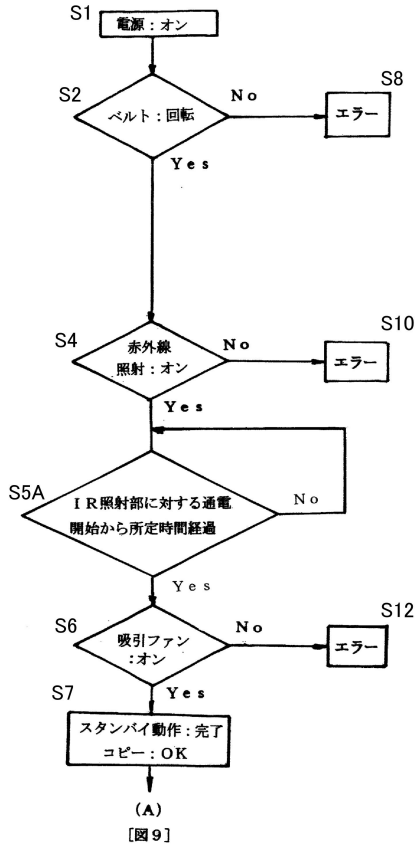 S1
電源：オン
S2
ベルト：回転
No
S8
エラー
Yes
S4
赤外線
照射：オン
No
S10
エラー
Yes
S5A
IR照射部に対する通電
開始から所定時間経過
No
Yes
S6
吸引ファン
：オン
No
S12
エラー
S7
Yes
スタンバイ動作：完了
コピー：OK
(A)
[図9]